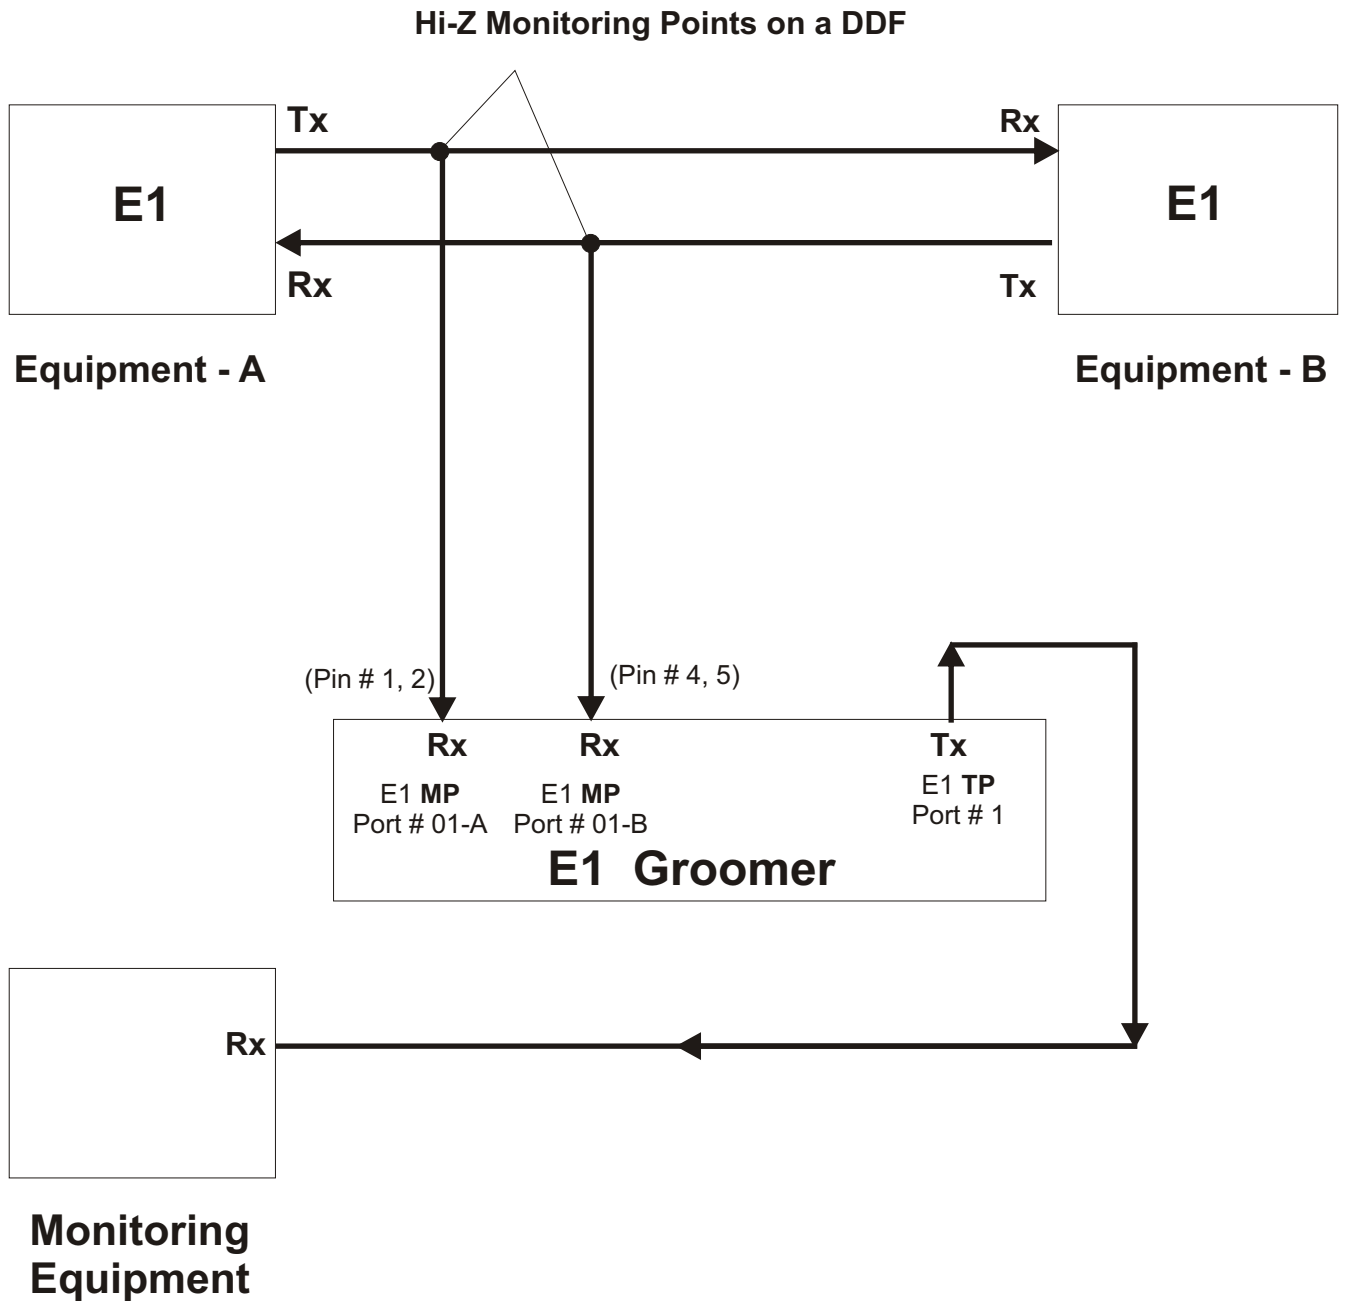 Hi-Z Monitoring Points on a DDF
Tx
Rx
E1
E1
Rx
Tx
Equipment - A
Equipment - B
(Pin # 1, 2)
(Pin # 4, 5)
Rx
Rx
Tx
E1 MP
Port # 01-A
E1 MP
Port # 01-B
E1 TP
Port # 1
E1 Groomer
Rx
Monitoring
Equipment